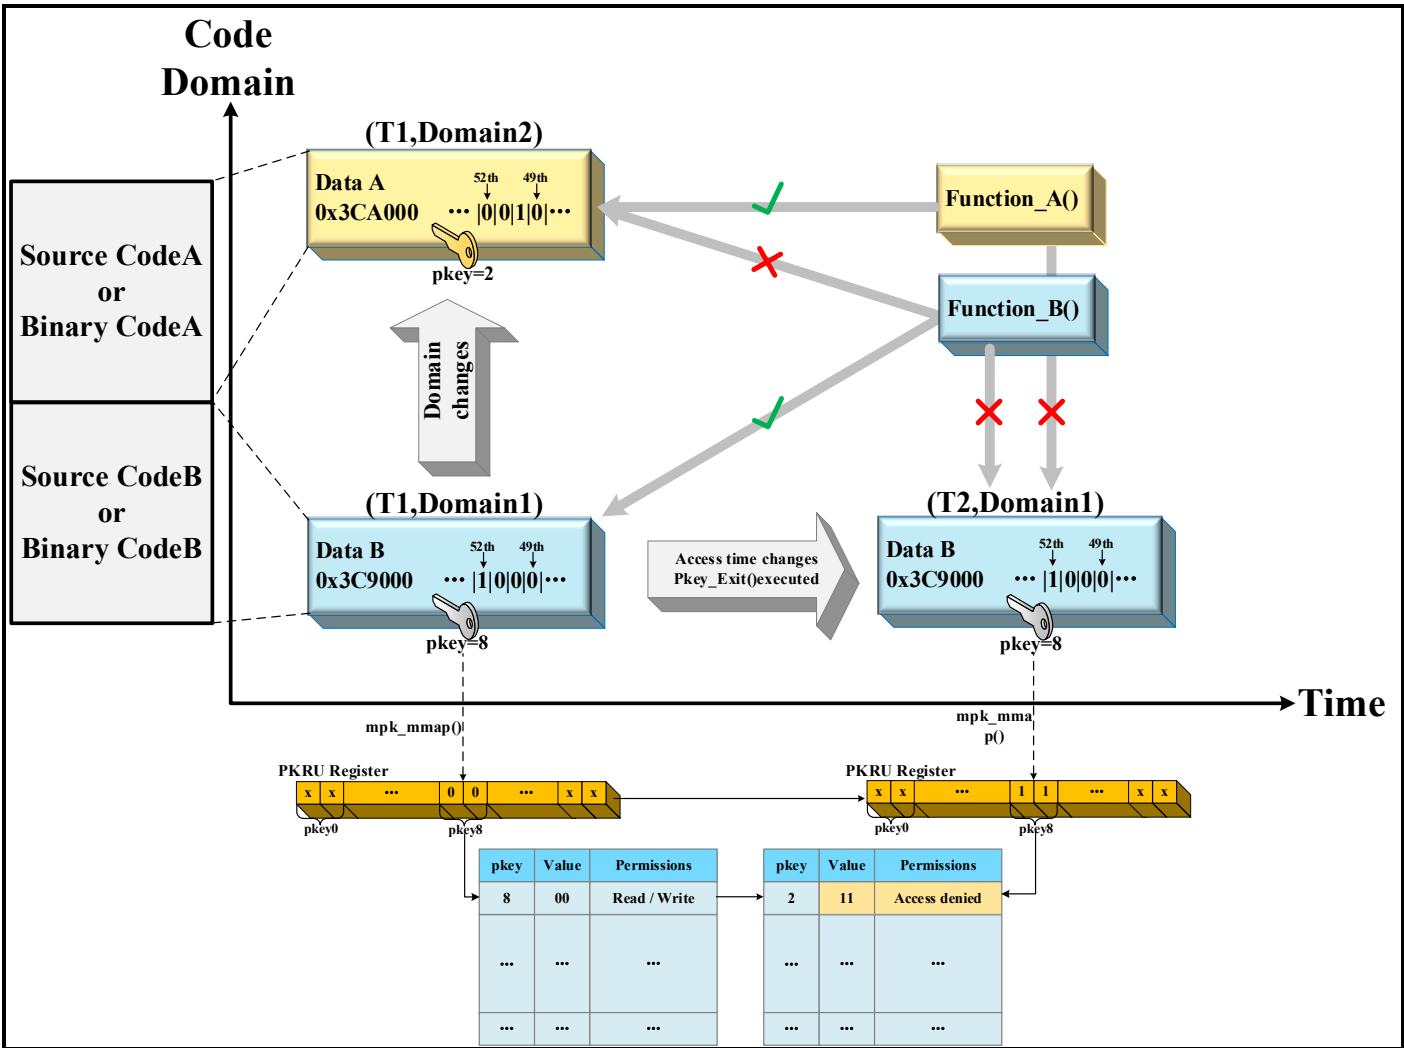 Code
Domain
(T1,Domain2)
Data A
0x3CA000
52th
49th
··· |0|0|1|0|···
pkey=2
Function_A()
Function_B()
Source CodeA
or
Binary CodeA
Source CodeB
or
Binary CodeB
Domain
changes
(T1,Domain1)
Data B
0x3C9000
52th
49th
··· |1|0|0|0|···
pkey=8
Access time changes
Pkey_Exit()executed
(T2,Domain1)
Data B
0x3C9000
52th
49th
··· |1|0|0|0|···
pkey=8
Time
mpk_mmap()
mpk_mma
p()
PKRU Register
x x ··· 0 0 ··· x x
pkey0 pkey8
PKRU Register
x x ··· 1 1 ··· x x
pkey0 pkey8
pkey Value Permissions
8 00 Read / Write
··· ··· ···
··· ··· ···
pkey Value Permissions
2 11 Access denied
··· ··· ···
··· ··· ···